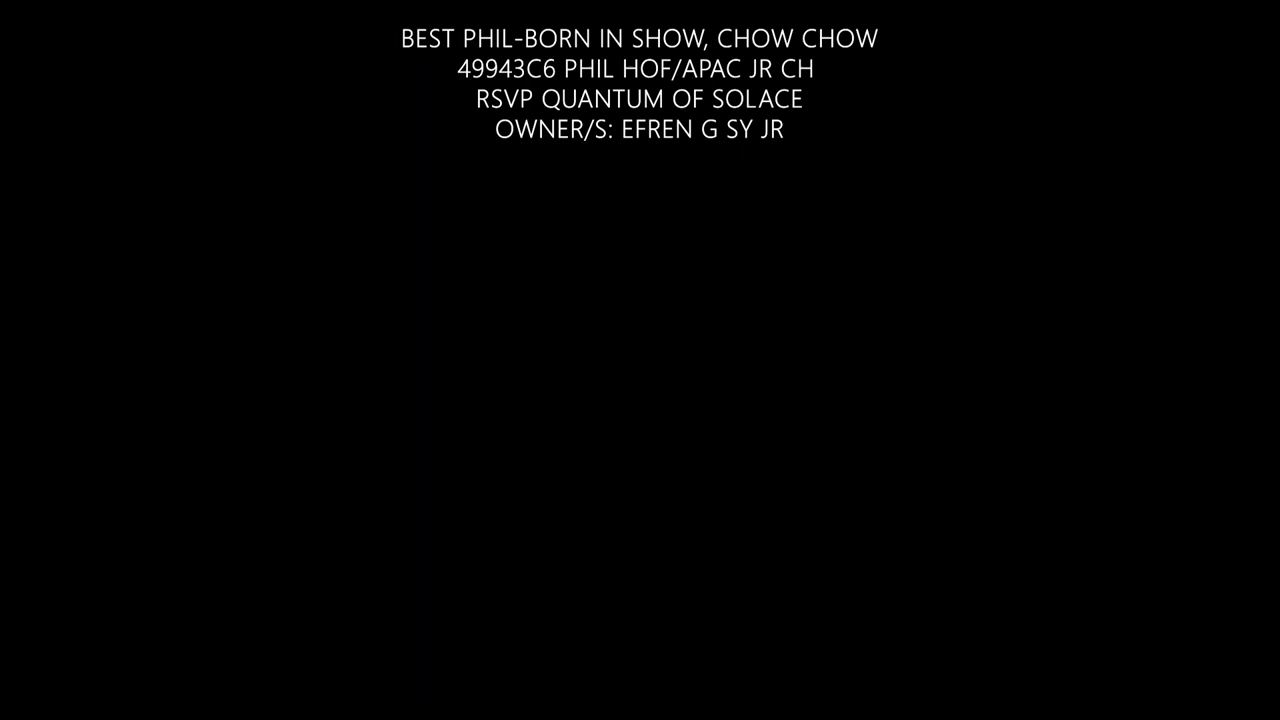 BEST PHIL-BORN IN SHOW, CHOW CHOW
49943C6 PHIL HOF/APAC JR CH
RSVP QUANTUM OF SOLACE
OWNER/S: EFREN G SY JR